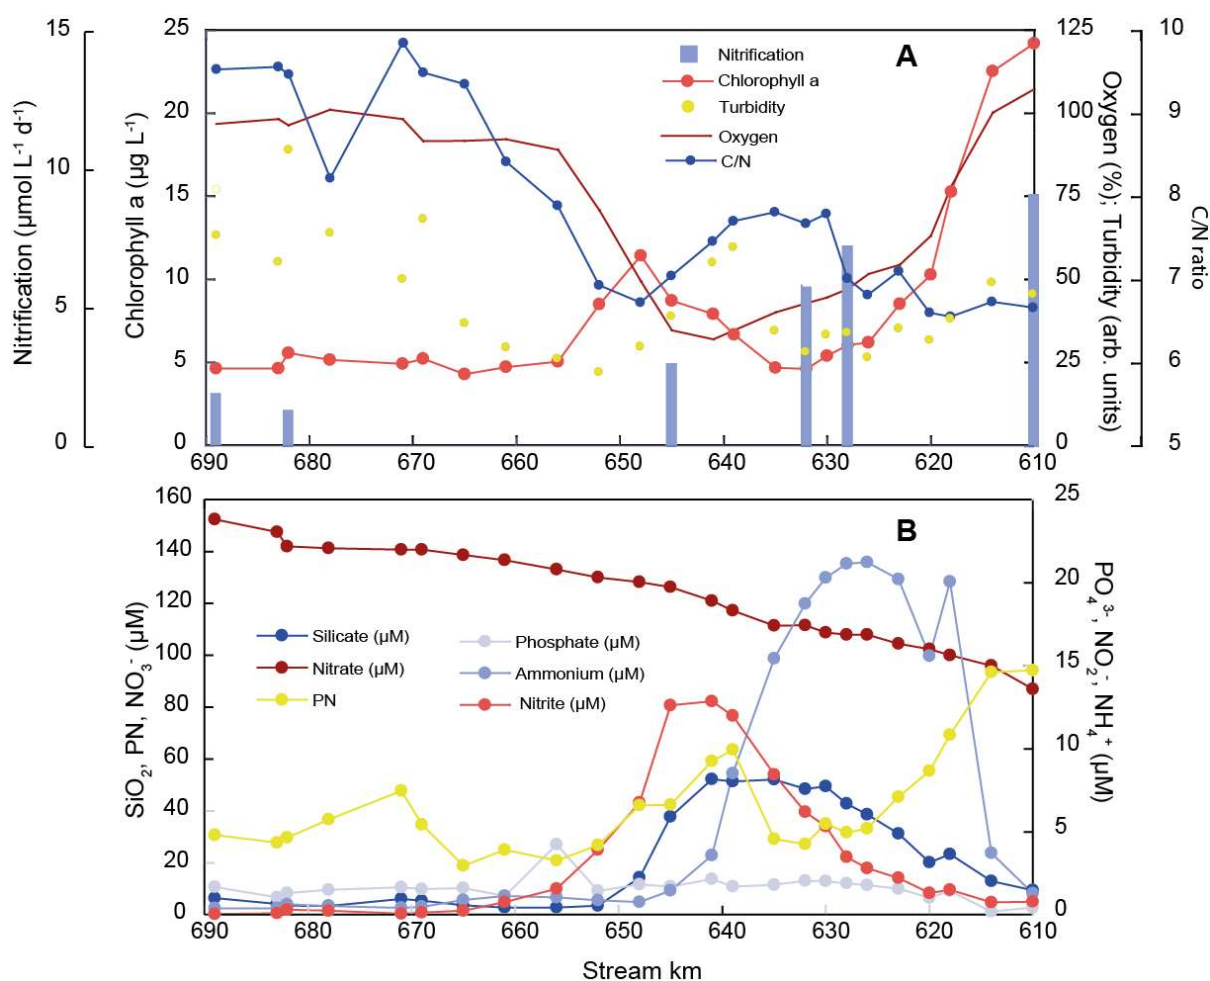 15
10
5
0
Nitrification (µmol L⁻¹ d⁻¹)
25
20
15
10
5
0
Chlorophyll a (µg L⁻¹)
A
Nitrification
Chlorophyll a
Turbidity
Oxygen
C/N
125
100
75
50
25
0
Oxygen (%); Turbidity (arb. units)
10
9
8
7
6
5
C/N ratio
690 680 670 660 650 640 630 620 610
160
140
120
100
80
60
40
20
0
SiO₂, PN, NO₃⁻ (µM)
B
Silicate (µM)
Nitrate (µM)
PN
Phosphate (µM)
Ammonium (µM)
Nitrite (µM)
25
20
15
10
5
0
PO₄³⁻, NO₂⁻, NH₄⁺ (µM)
690 680 670 660 650 640 630 620 610
Stream km